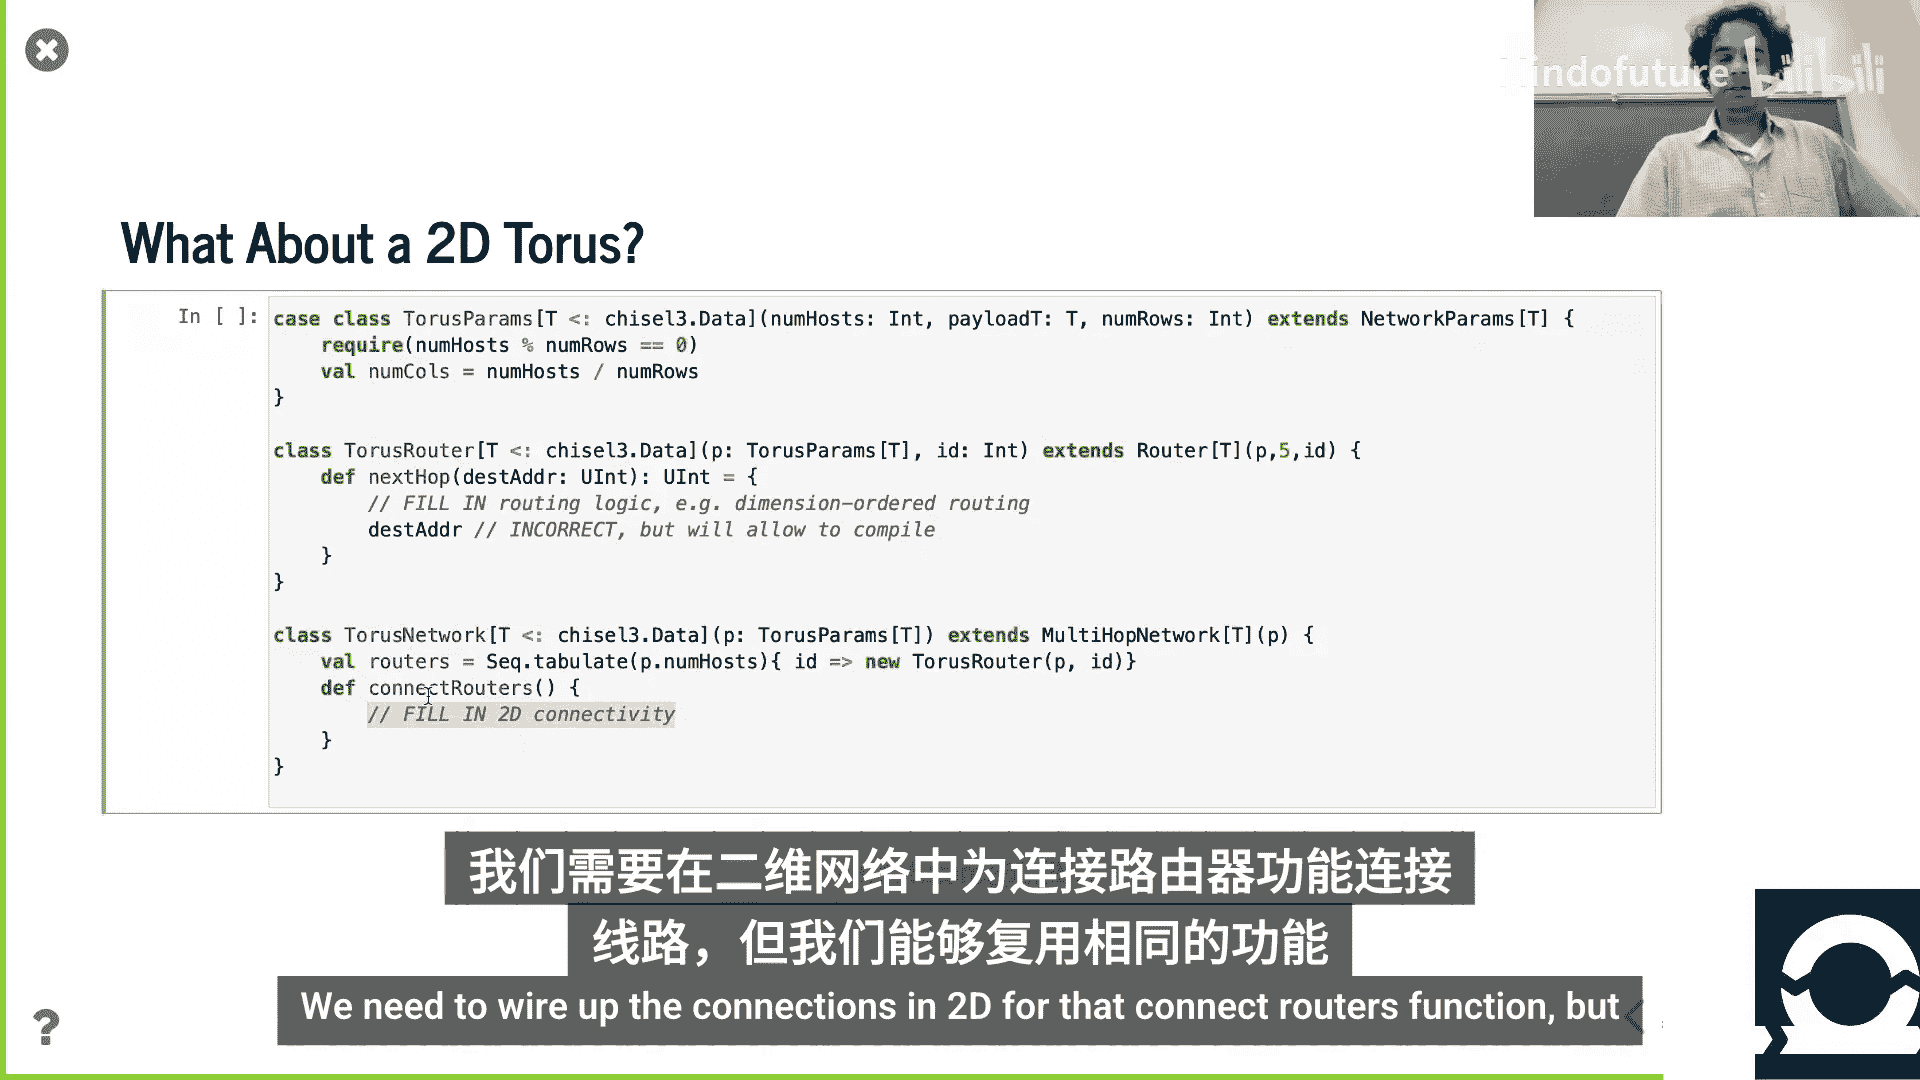 indofuture bilibili
What About a 2D Torus?
In [ ]:
case class TorusParams[T <: chisel3.Data](numHosts: Int, payloadT: T, numRows: Int) extends NetworkParams[T] {
require(numHosts % numRows == 0)
val numCols = numHosts / numRows
}
class TorusRouter[T <: chisel3.Data](p: TorusParams[T], id: Int) extends Router[T](p,5,id) {
def nextHop(destAddr: UInt): UInt = {
// FILL IN routing logic, e.g. dimension-ordered routing
destAddr // INCORRECT, but will allow to compile
}
}
class TorusNetwork[T <: chisel3.Data](p: TorusParams[T]) extends MultiHopNetwork[T](p) {
val routers = Seq.tabulate(p.numHosts){ id => new TorusRouter(p, id)}
def connectRouters() {
// FILL IN 2D connectivity
}
}
我们需要在二维网络中为连接路由器功能连接
线路，但我们能够复用相同的功能
We need to wire up the connections in 2D for that connect routers function, but
?